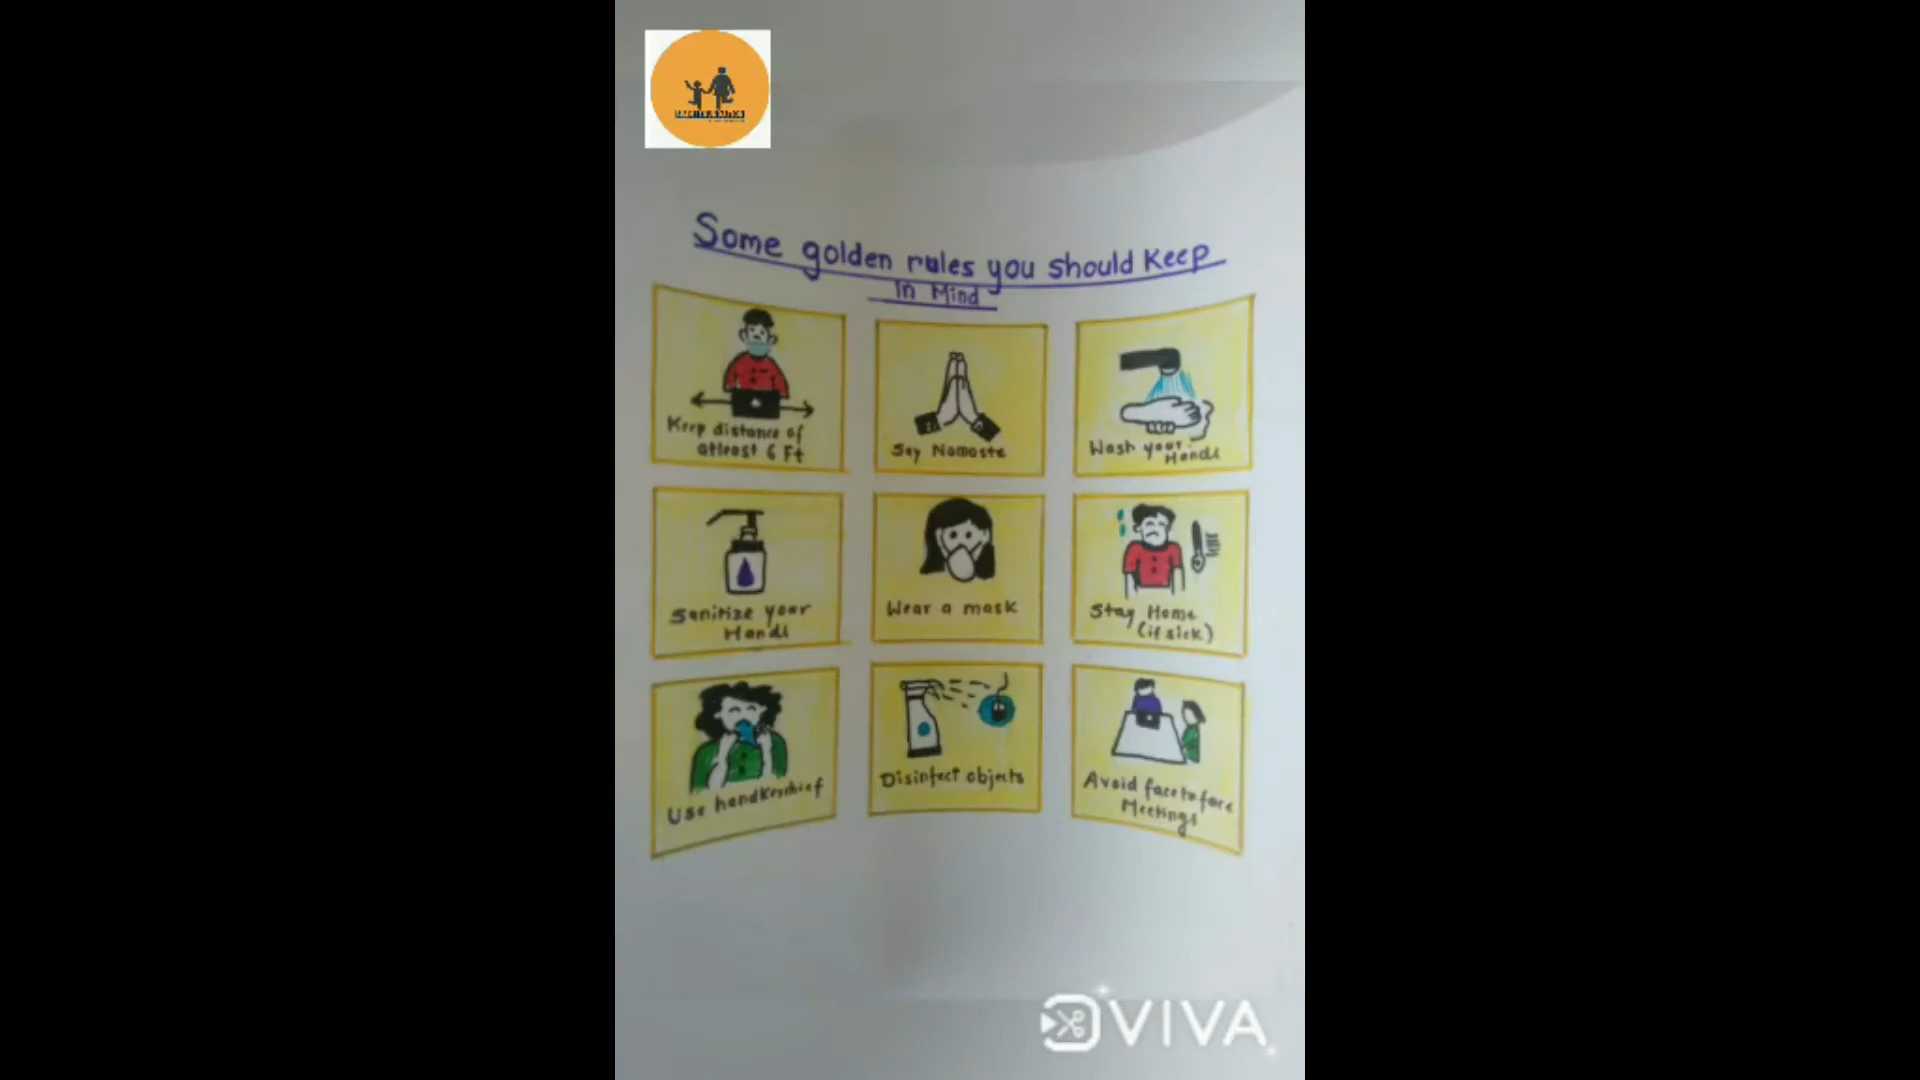 Some golden rules you should Keep
In Mind
Keep distance of
atleast 6 Ft
Say Namaste
Wash your
Hands
Sanitize your
Hands
Wear a mask
Stay Home
(if sick)
Use handkerchief
Disinfect objects
Avoid face to face
Meetings
VIVA